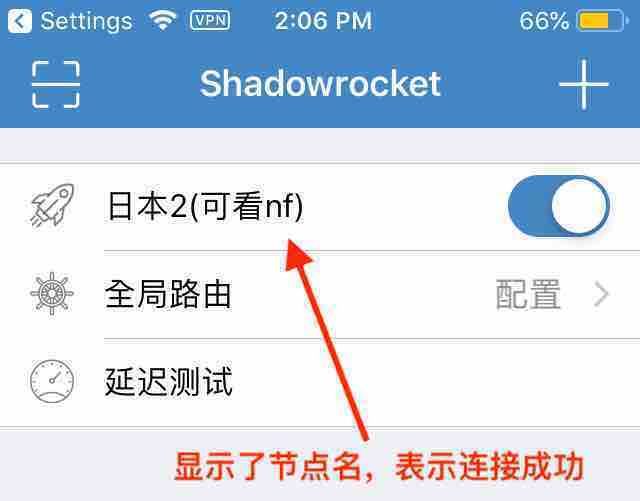 Settings VPN 2:06 PM 66%
Shadowrocket
日本2(可看nf)
全局路由 配置
延迟测试
显示了节点名，表示连接成功